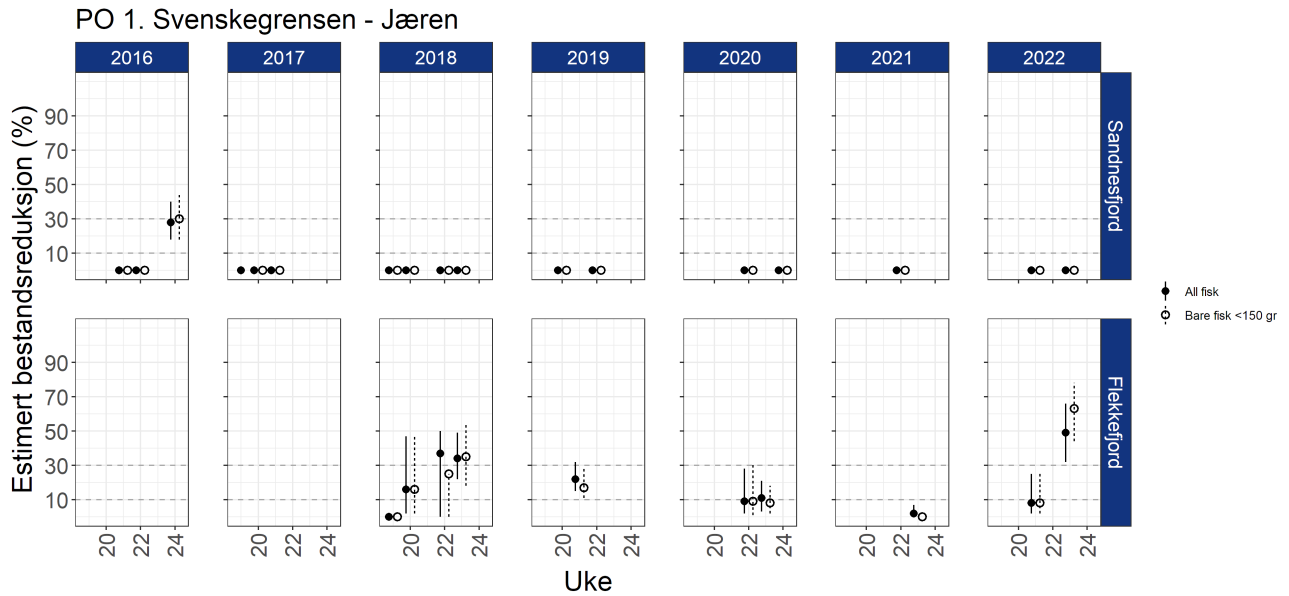 PO 1. Svenskegrensen - Jæren
2016 2017 2018 2019 2020 2021 2022
Estimert bestandsreduksjon (%)
90
70
50
30
10
Sandnesfjord
20 22 24 20 22 24 20 22 24 20 22 24 20 22 24 20 22 24 20 22 24
90
70
50
30
10
Flekkefjord
Uke
All fisk
Bare fisk <150 gr